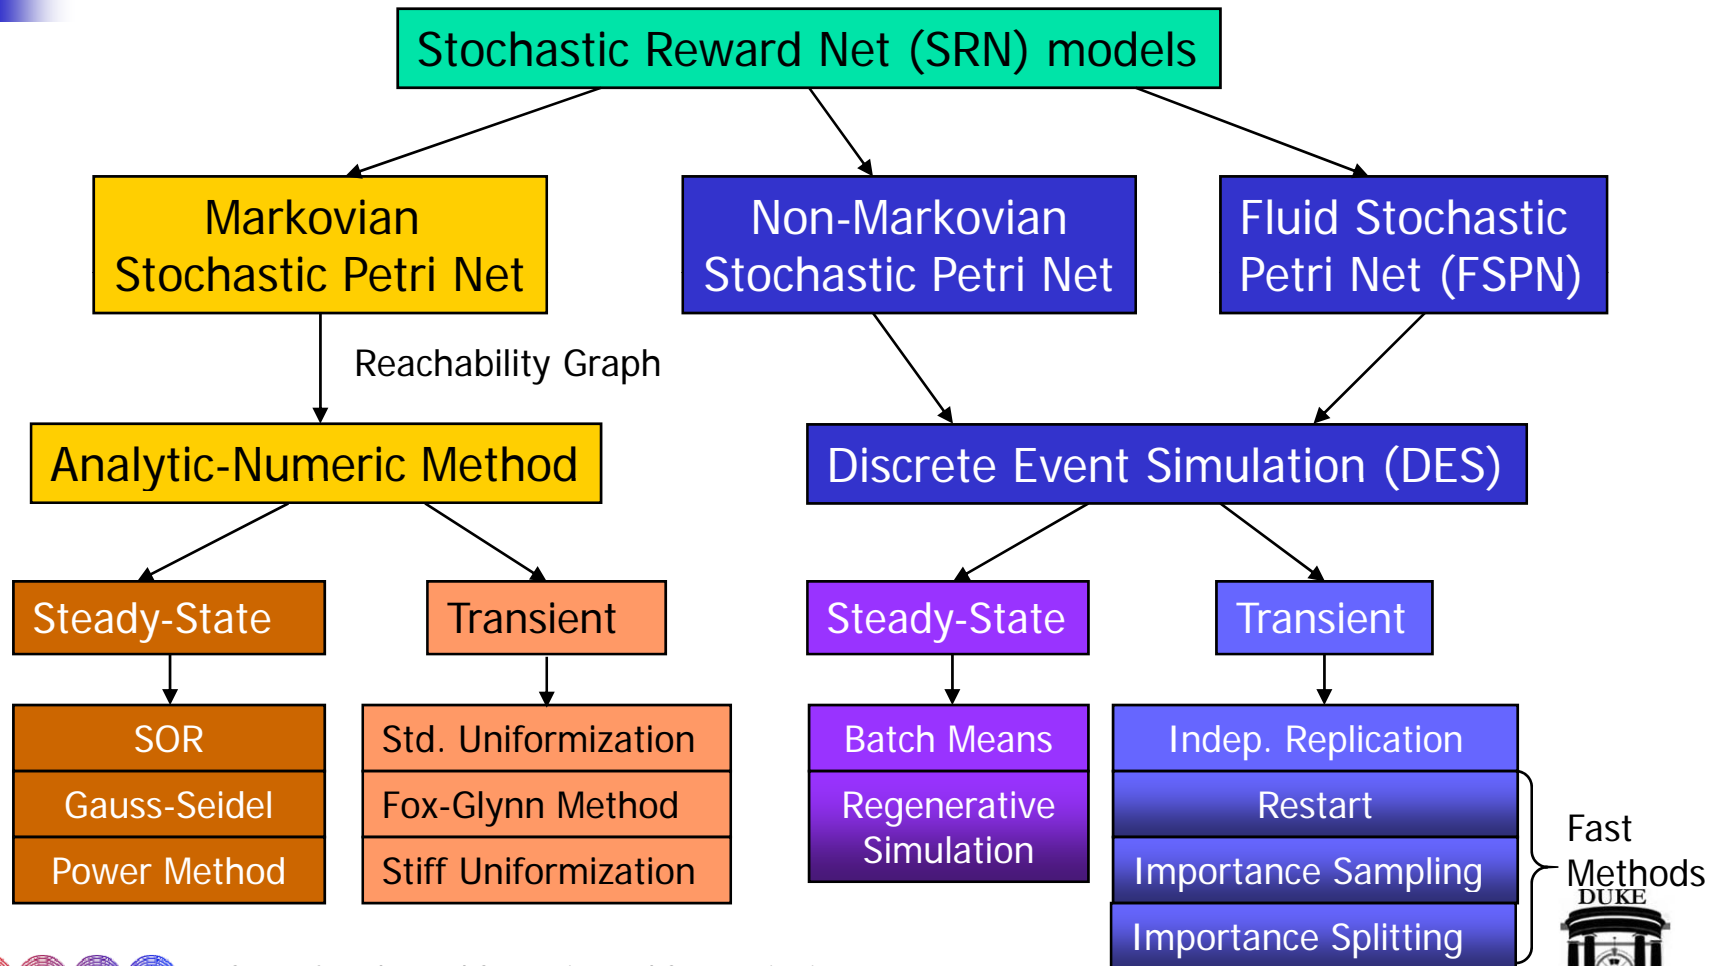 Stochastic Reward Net (SRN) models
Markovian
Stochastic Petri Net
Non-Markovian
Stochastic Petri Net
Fluid Stochastic
Petri Net (FSPN)
Reachability Graph
Analytic-Numeric Method
Discrete Event Simulation (DES)
Steady-State
Transient
Steady-State
Transient
SOR
Gauss-Seidel
Power Method
Std. Uniformization
Fox-Glynn Method
Stiff Uniformization
Batch Means
Regenerative
Simulation
Indep. Replication
Restart
Importance Sampling
Importance Splitting
Fast
Methods
DUKE